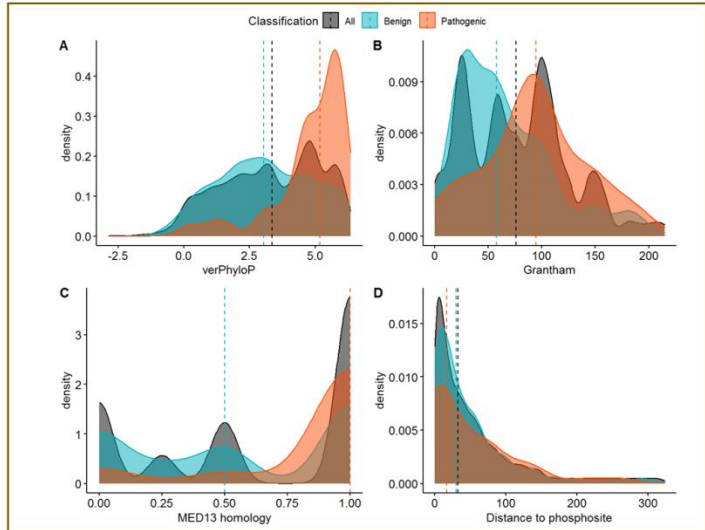 Classification All Benign Pathogenic
A
density
0.4
0.3
0.2
0.1
0.0
-2.5 0.0 2.5 5.0
verPhyloP
B
density
0.009
0.006
0.003
0.000
0 50 100 150 200
Grantham
C
density
3
2
1
0
0.00 0.25 0.50 0.75 1.00
MED13 homology
D
density
0.015
0.010
0.005
0.000
0 100 200 300
Distance to phosphosite